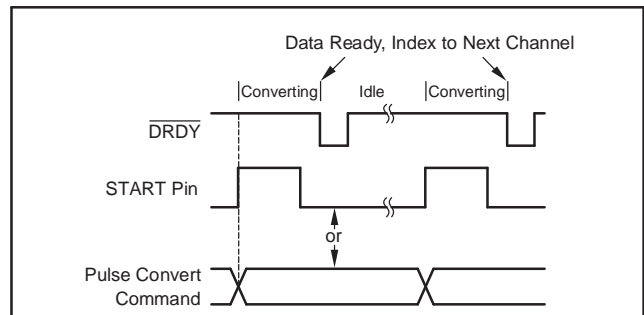 Data Ready, Index to Next Channel
Converting Idle Converting
DRDY
START Pin
or
Pulse Convert
Command